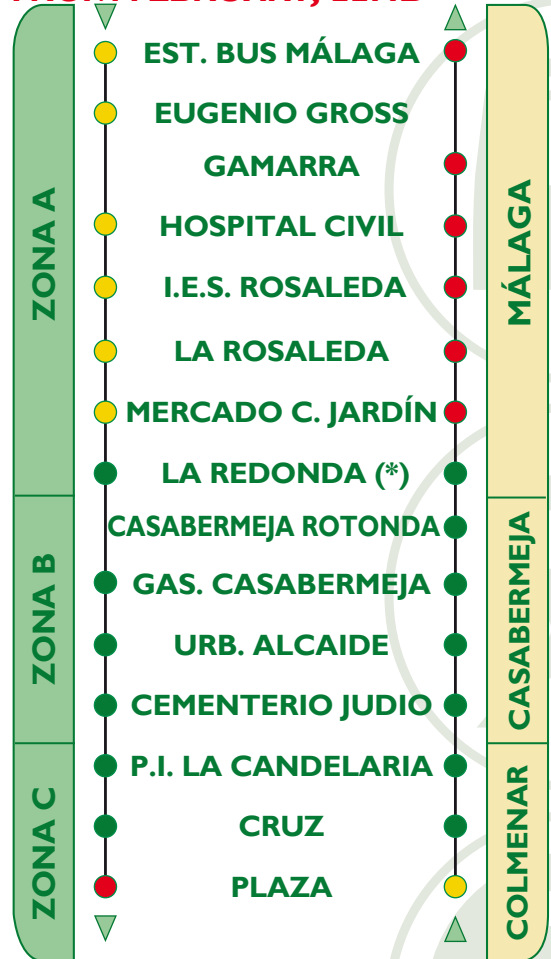 ZONA A
ZONA B
ZONA C
EST. BUS MÁLAGA
EUGENIO GROSS
GAMARRA
HOSPITAL CIVIL
I.E.S. ROSALEDA
LA ROSALEDA
MERCADO C. JARDÍN
LA REDONDA (*)
CASABERMEJA ROTONDA
GAS. CASABERMEJA
URB. ALCAIDE
CEMENTERIO JUDIO
P.I. LA CANDELARIA
CRUZ
PLAZA
MÁLAGA
CASABERMEJA
COLMENAR